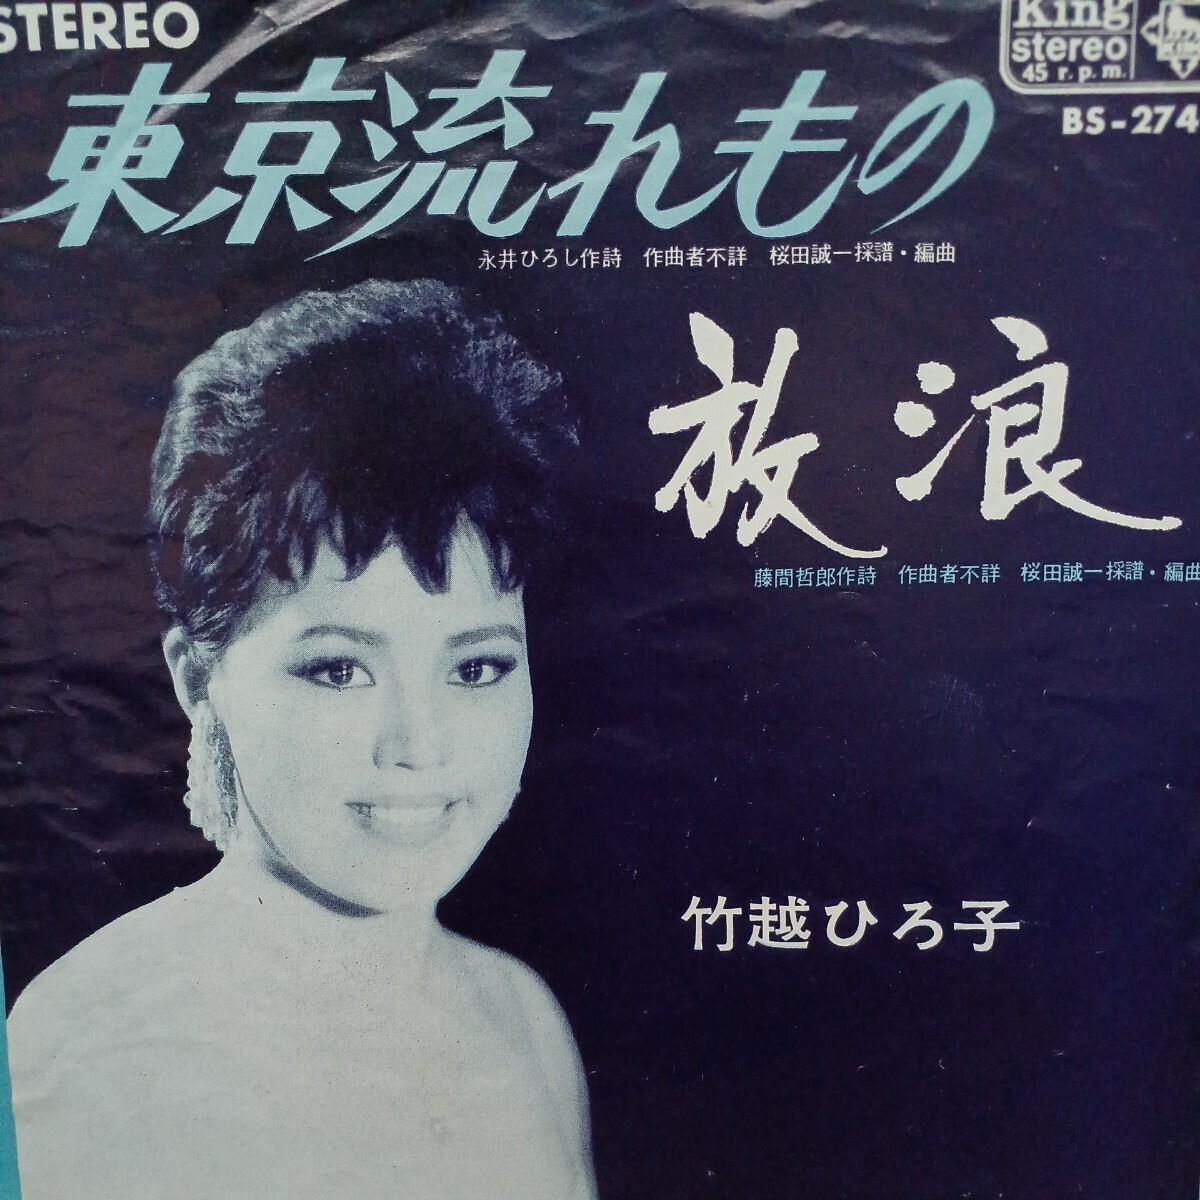 STEREO
King
stereo
45 r.p.m.
BS-274
東京流れもの
永井ひろし作詩　作曲者不詳　桜田誠一採譜・編曲
放浪
藤間哲郎作詩　作曲者不詳　桜田誠一採譜・編曲
竹越ひろ子